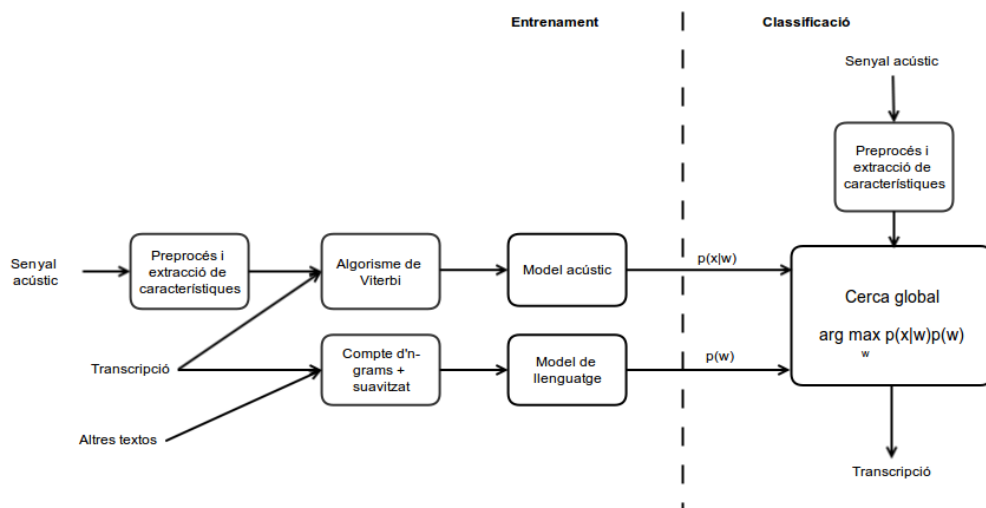 Entrenament
Classificació
Senyal acústic
Preprocés i
extracció de
característiques
Senyal
acústic
Preprocés i
extracció de
característiques
Algorisme de
Viterbi
Model acústic
p(x|w)
Cerca global
arg max p(x|w)p(w)
w
Transcripció
Compte d'n-
grams +
suavitzat
Model de
llenguatge
p(w)
Altres textos
Transcripció